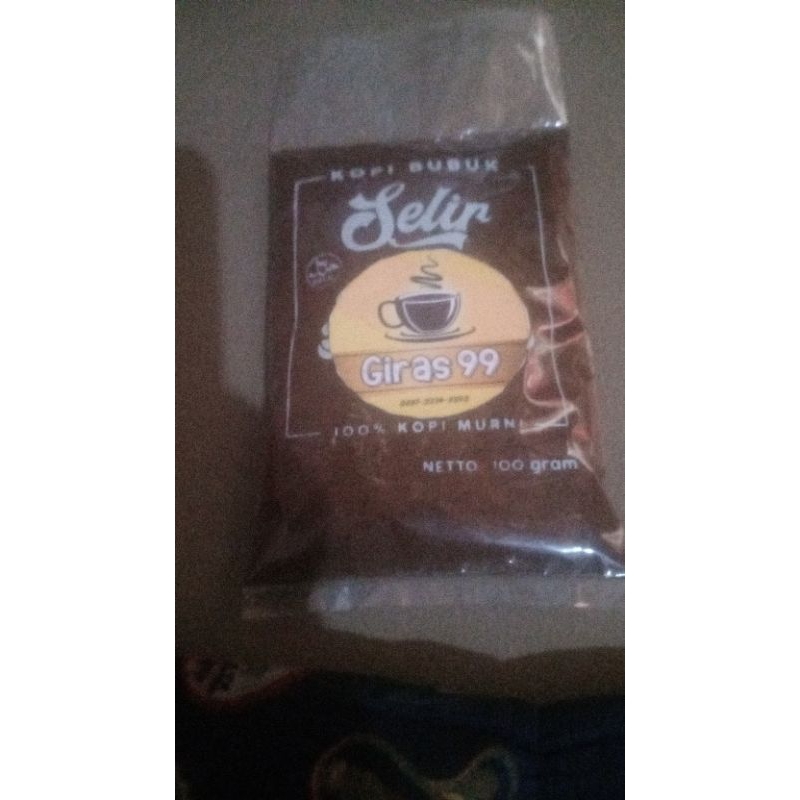 KOPI BUBUK
Selir
Giras 99
100% KOPI MURNI
NETTO 100 gram